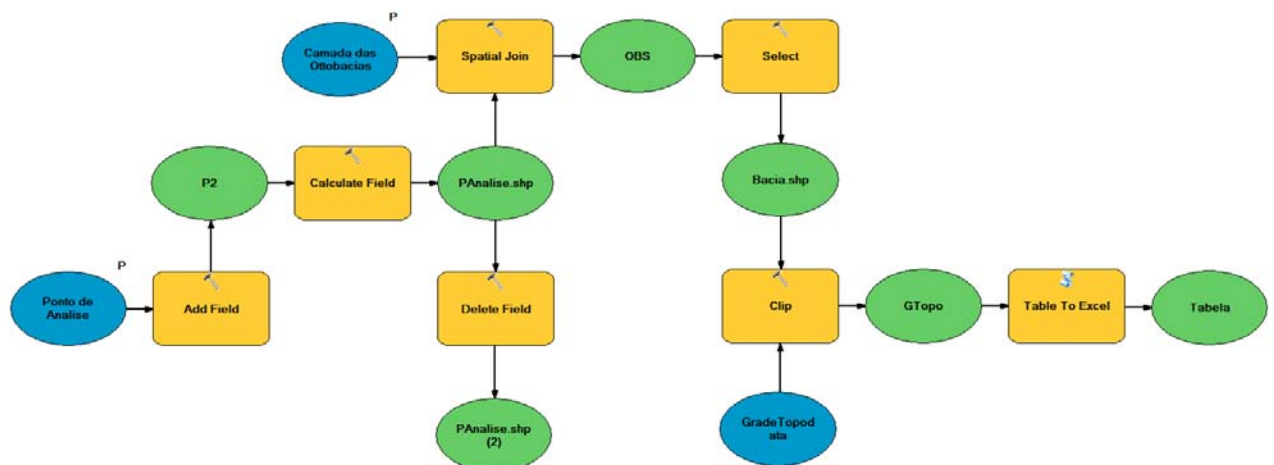 P
Camada das
Ottobacias
Spatial Join
OBS
Select
P2
Calculate Field
PAnalise.shp
Bacia.shp
P
Ponto de
Analise
Add Field
Delete Field
Clip
GTopo
Table To Excel
Tabela
PAnalise.shp
(2)
GradeTopod
ata